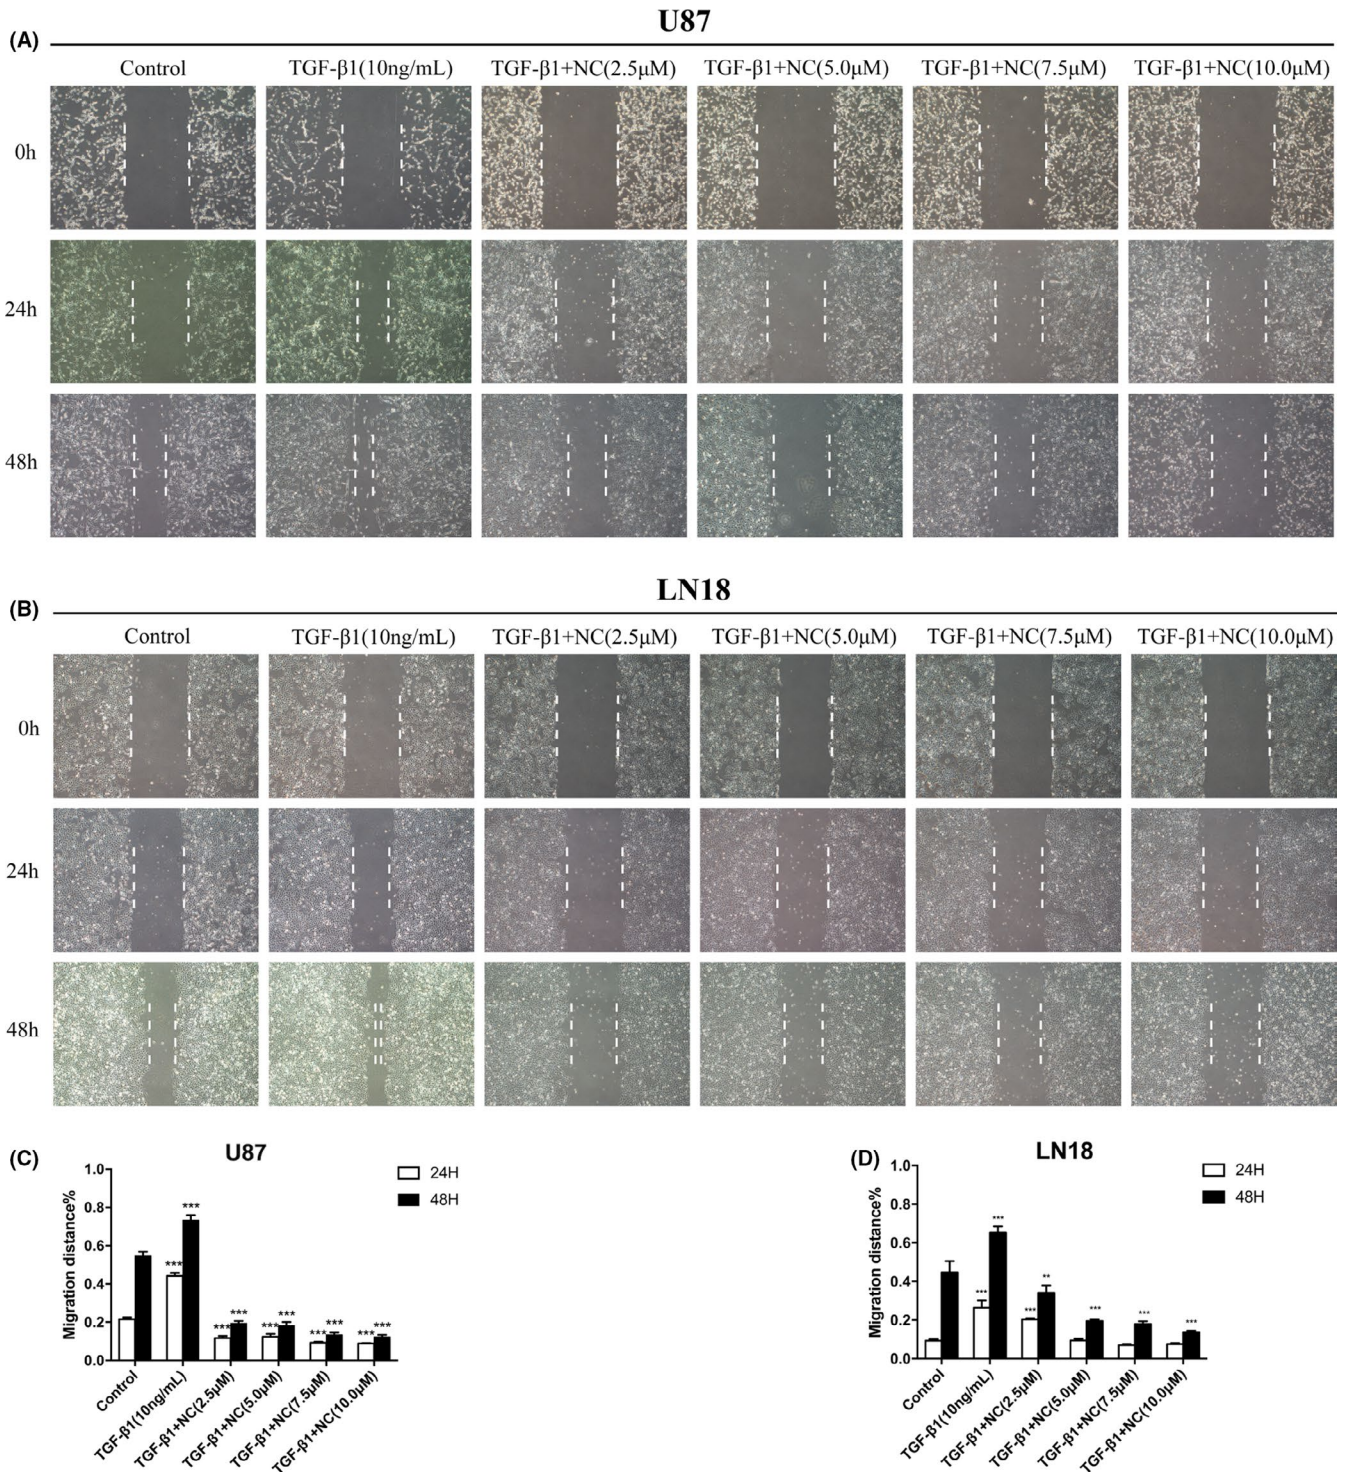 U87
(A)
Control TGF-β1(10ng/mL) TGF-β1+NC(2.5μM) TGF-β1+NC(5.0μM) TGF-β1+NC(7.5μM) TGF-β1+NC(10.0μM)
0h
24h
48h
LN18
(B)
Control TGF-β1(10ng/mL) TGF-β1+NC(2.5μM) TGF-β1+NC(5.0μM) TGF-β1+NC(7.5μM) TGF-β1+NC(10.0μM)
0h
24h
48h
(C)
U87
24H
48H
Migration distance%
1.0
0.8
0.6
0.4
0.2
0.0
*** ***
*** ***
*** ***
*** ***
*** ***
Control
TGF-β1(10ng/mL)
TGF-β1+NC(2.5μM)
TGF-β1+NC(5.0μM)
TGF-β1+NC(7.5μM)
TGF-β1+NC(10.0μM)
(D)
LN18
24H
48H
Migration distance%
1.0
0.8
0.6
0.4
0.2
0.0
*** ***
*** **
***
***
***
Control
TGF-β1(10ng/mL)
TGF-β1+NC(2.5μM)
TGF-β1+NC(5.0μM)
TGF-β1+NC(7.5μM)
TGF-β1+NC(10.0μM)